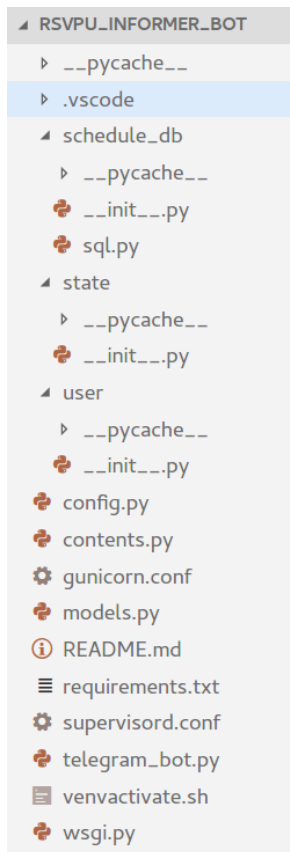 RSVPU_INFORMER_BOT
__pycache__
.vscode
schedule_db
__pycache__
__init__.py
sql.py
state
__pycache__
__init__.py
user
__pycache__
__init__.py
config.py
contents.py
gunicorn.conf
models.py
README.md
requirements.txt
supervisord.conf
telegram_bot.py
venvactivate.sh
wsgi.py